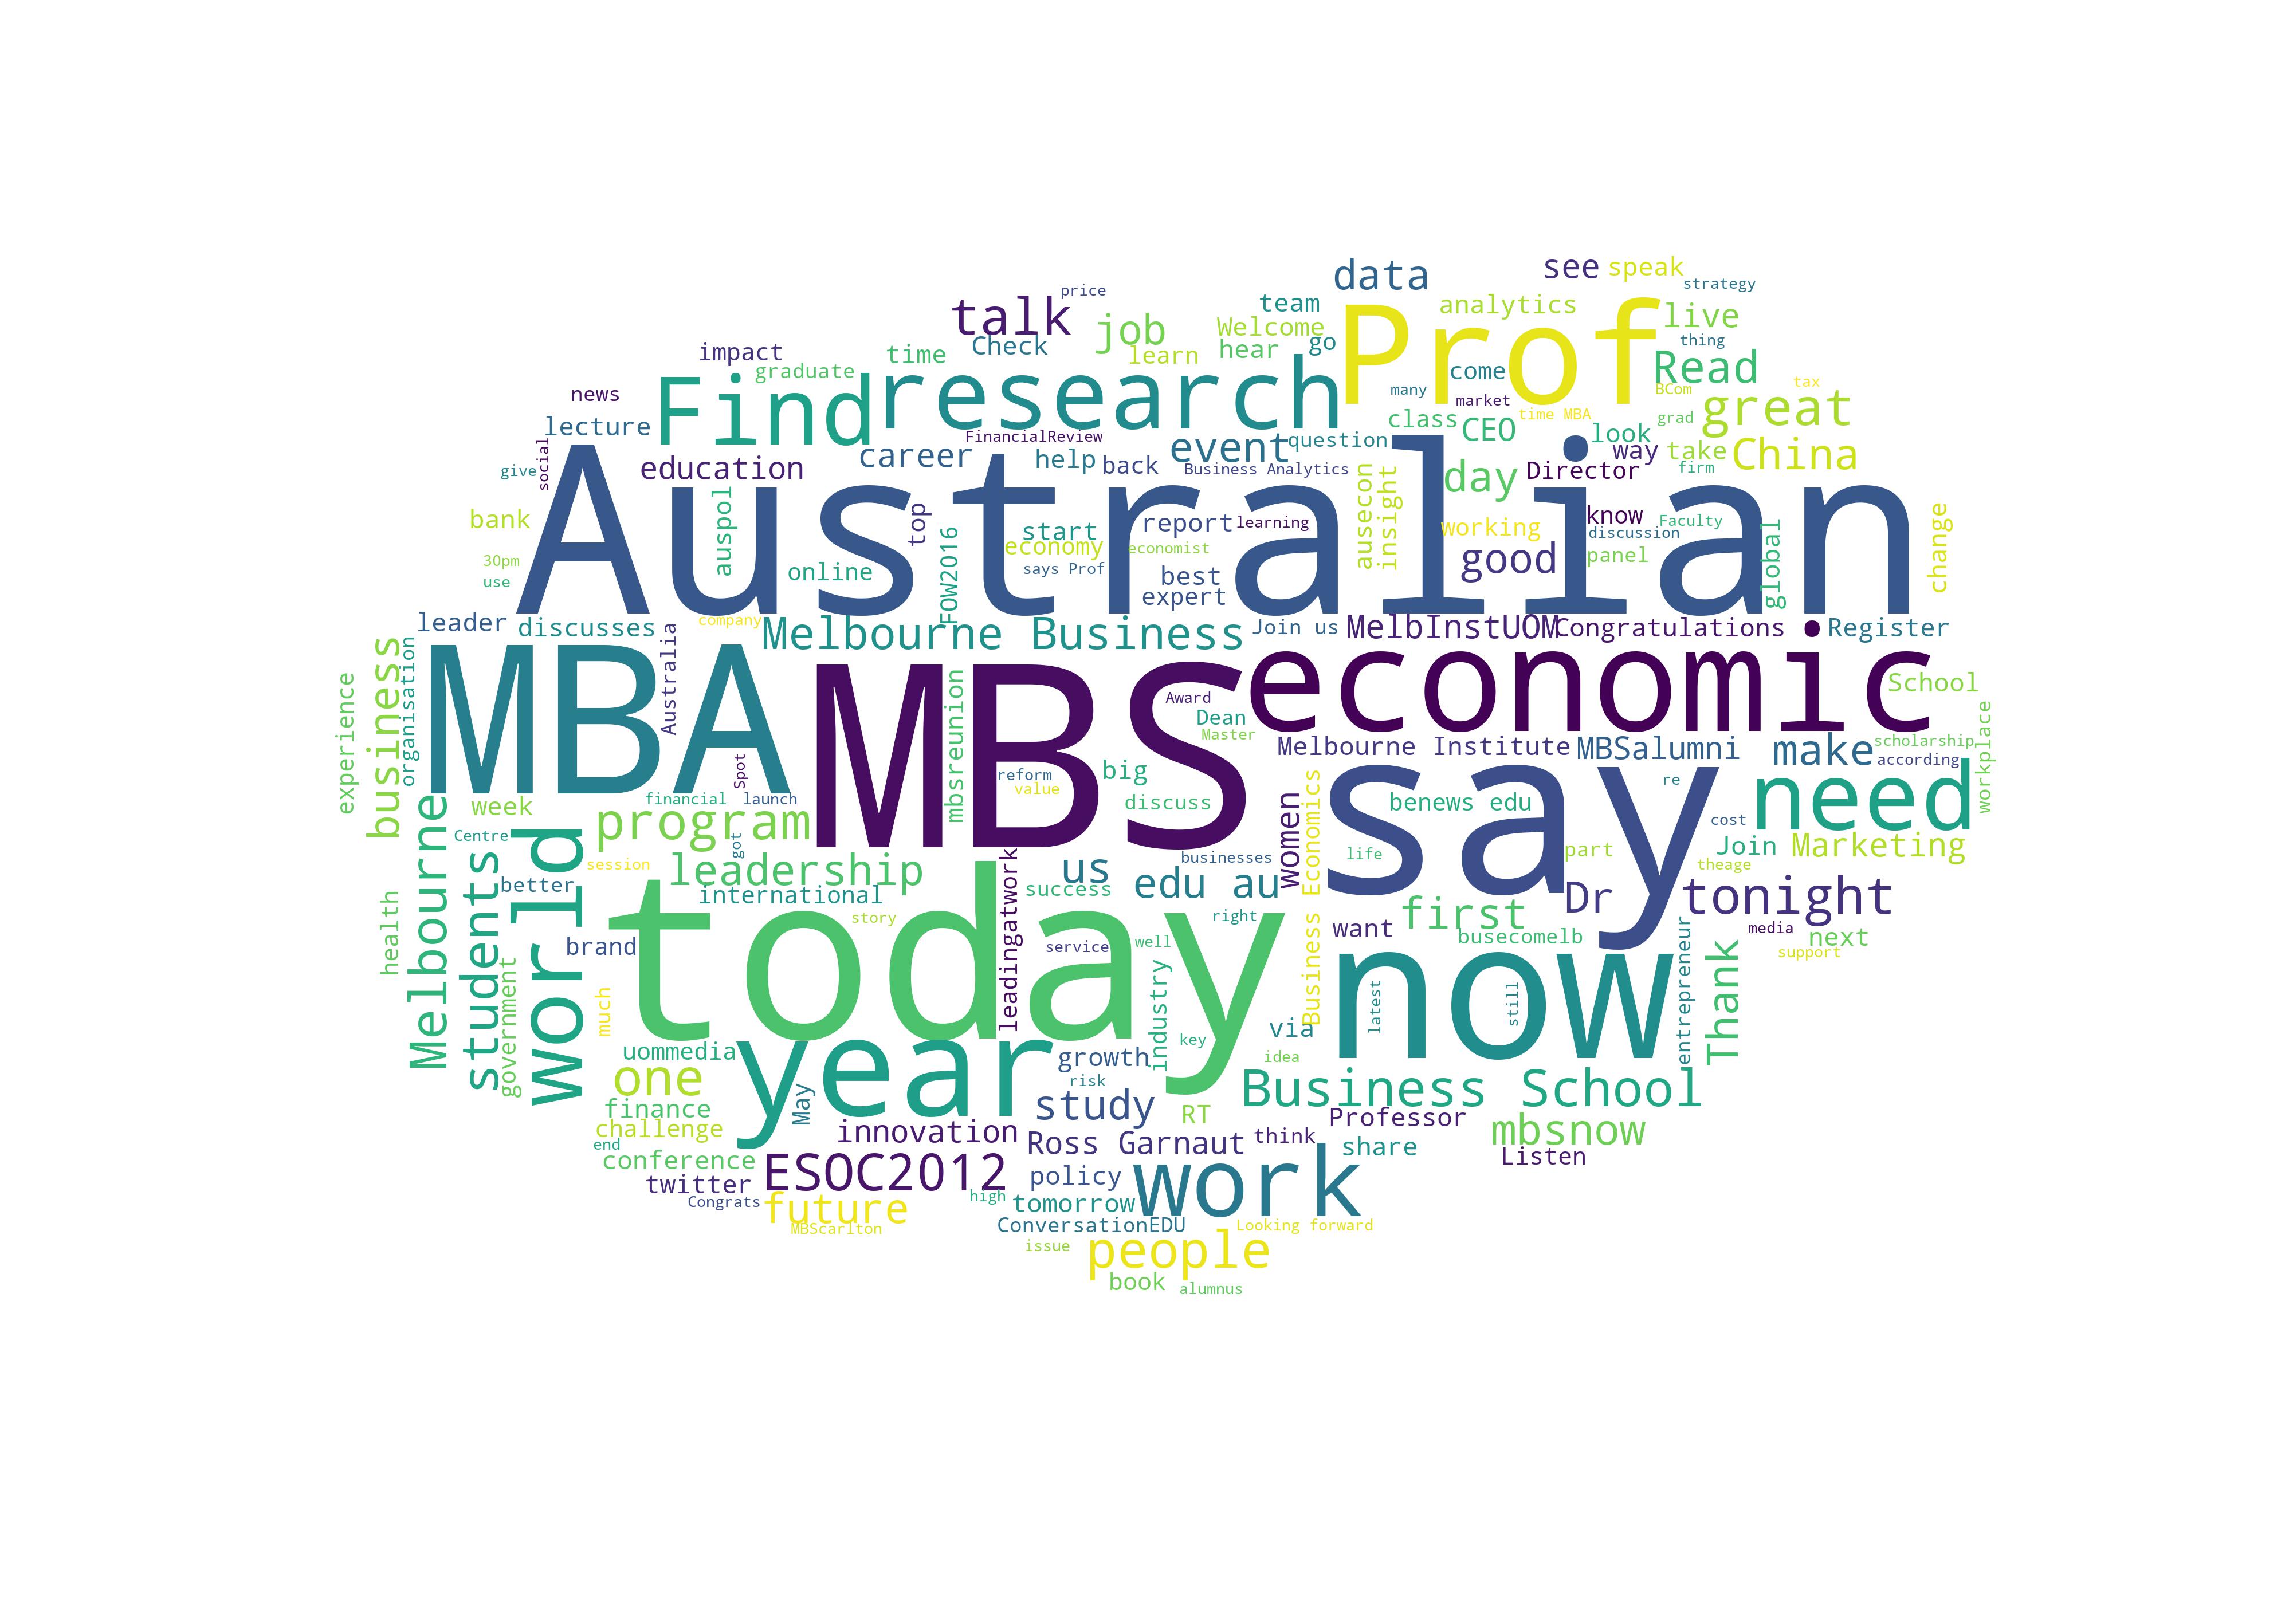 data
see
speak
strategy
price
talk
job
team
Welcome
Check
learn
hear
go
Prof
analytics
live
thing
impact
time
graduate
research
Find
come
Read
many
market
BCom
tax
news
lecture
class
CEO
time MBA
grad
great
look
social
give
education
career
FinancialReview
help
back
event
question
Business Analytics
day
Director
way
take
firm
China
Australian
bank
auspol
top
FOW2016
start
report
learning
ausecon
insight
working
know
Faculty
discussion
global
change
30pm
use
online
economy
economist
says Prof
best
expert
good
panel
leader
discusses
company
Melbourne Business
Join us
MelbInstUOM
Congratulations
Register
experience
business
organisation
MBA
Australia
MBS
mbsreunion
Award
Dean
Master
economic
School
Melbourne Institute
MBSalumni
make
scholarship
according
workplace
Spot
reform
value
big
discuss
women
Business Economics
say
benews edu
re
need
week
financial
launch
program
Centre
got
cost
Melbourne
students
world
session
leadership
businesses
life
part
Join
Marketing
theage
better
international
leadingatwork
us
success
edu au
Dr
tonight
health
government
brand
today
story
service
well
right
want
first
busecomelb
media
next
support
much
industry
key
via
idea
now
latest
still
entrepreneur
Thank
uommedia
year
growth
risk
one
May
study
RT
Business School
finance
challenge
end
innovation
Ross Garnaut
think
Professor
share
mbsnow
Listen
conference
twitter
Congrats
ESOC2012
future
high
policy
tomorrow
work
MBScarlton
ConversationEDU
Looking forward
issue
people
book
alumnus